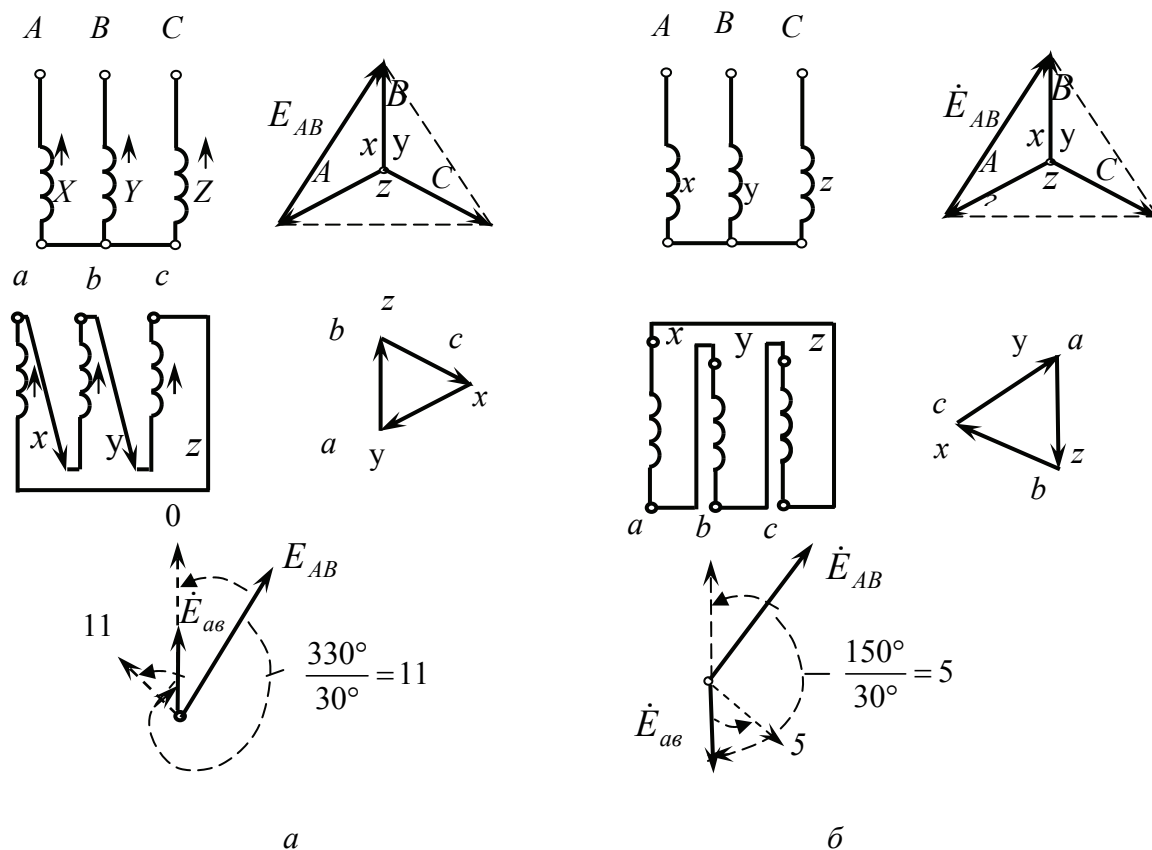 A B C
X Y Z
E_AB
B
x y
A C
z
a b c
x y z
z
b c
x
a
y
0
E_AB
Ė_ав
11
330°/30° = 11
а
A B C
x y z
Ė_AB
B
x y
A C
z
x y z
a b c
y a
c
x
z
b
Ė_AB
150°/30° = 5
Ė_ав
5
б